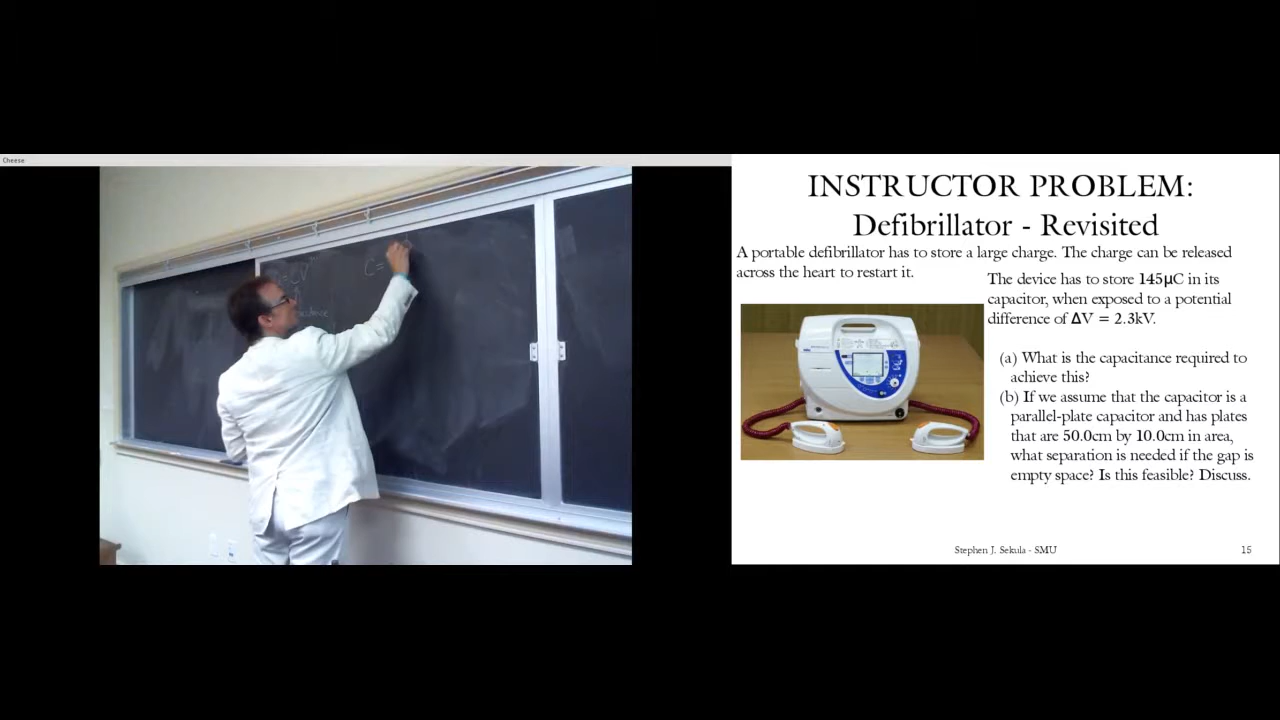 Cheese
C =
INSTRUCTOR PROBLEM:
Defibrillator - Revisited
A portable defibrillator has to store a large charge. The charge can be released
across the heart to restart it.
The device has to store 145μC in its
capacitor, when exposed to a potential
difference of ΔV = 2.3kV.
(a) What is the capacitance required to
achieve this?
(b) If we assume that the capacitor is a
parallel-plate capacitor and has plates
that are 50.0cm by 10.0cm in area,
what separation is needed if the gap is
empty space? Is this feasible? Discuss.
Stephen J. Sekula - SMU
15